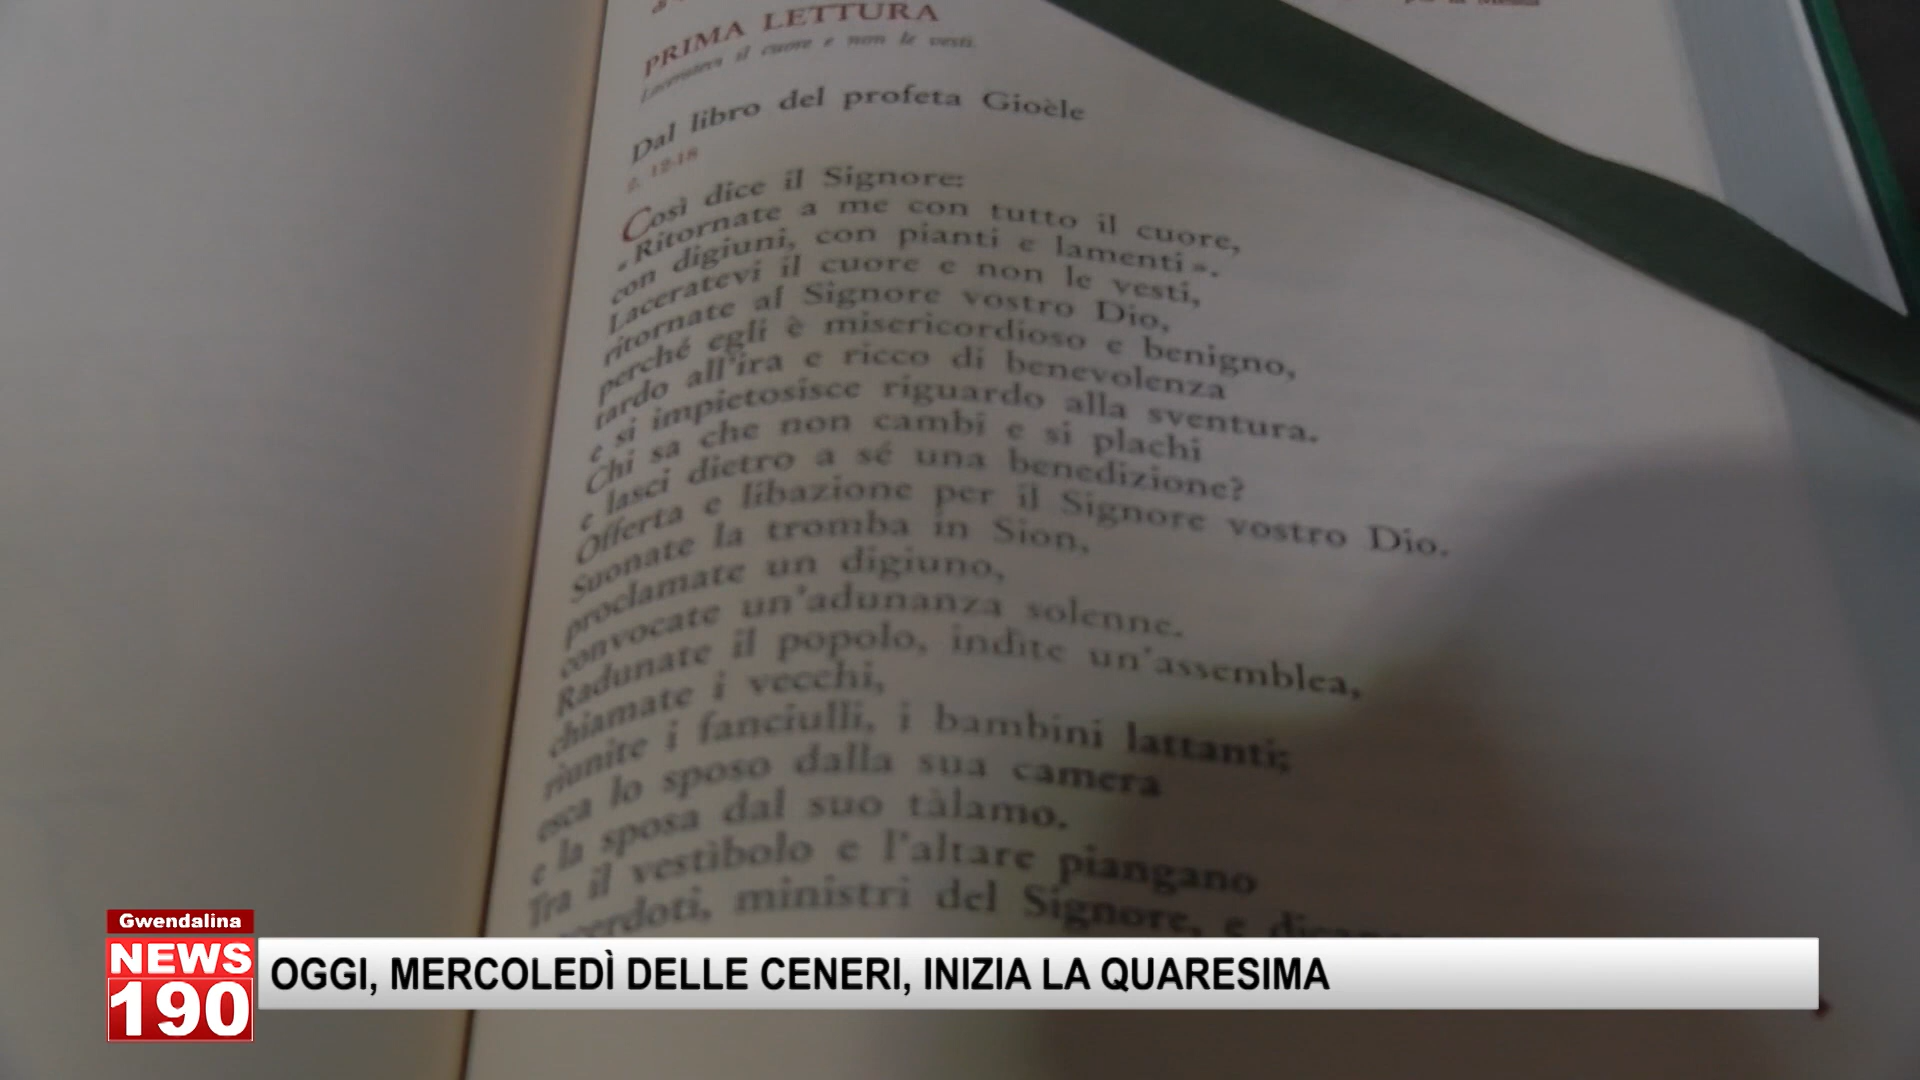 PRIMA LETTURA
Laceratevi il cuore e non le vesti.
Dal libro del profeta Gioèle
2, 12-18
Così dice il Signore:
«Ritornate a me con tutto il cuore,
con digiuni, con pianti e lamenti».
Laceratevi il cuore e non le vesti,
ritornate al Signore vostro Dio,
perché egli è misericordioso e benigno,
tardo all'ira e ricco di benevolenza
e si impietosisce riguardo alla sventura.
Chi sa che non cambi e si plachi
e lasci dietro a sé una benedizione?
Offerta e libazione per il Signore vostro Dio.
Suonate la tromba in Sion,
proclamate un digiuno,
convocate un'adunanza solenne.
Radunate il popolo, indite un'assemblea,
chiamate i vecchi,
riunite i fanciulli, i bambini lattanti;
esca lo sposo dalla sua camera
e la sposa dal suo tàlamo.
Tra il vestìbolo e l'altare piangano
ministri del Signore, e
Gwendalina
NEWS
190
OGGI, MERCOLEDÌ DELLE CENERI, INIZIA LA QUARESIMA